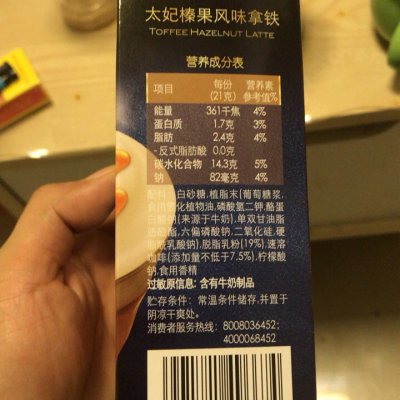 太妃榛果风味拿铁
TOFFEE HAZELNUT LATTE
营养成分表
项目 每份 (21克) 营养素 参考值%
能量 361千焦 4%
蛋白质 1.7克 3%
脂肪 2.4克 4%
- 反式脂肪酸 0.0克
碳水化合物 14.3克 5%
钠 82毫克 4%
配料:白砂糖,植脂末(葡萄糖浆,
食用氢化植物油,磷酸氢二钾,酪蛋
白酸钠(来源于牛奶),单双甘油脂
肪酸酯,六偏磷酸钠,二氧化硅,硬
脂酰乳酸钠),脱脂乳粉(19%),速溶
咖啡(添加量不低于7.5%),柠檬酸
钠,食用香精
过敏原信息: 含有牛奶制品
贮存条件: 常温条件储存,并置于
阴凉干爽处。
消费者服务热线: 8008036452;
4000068452